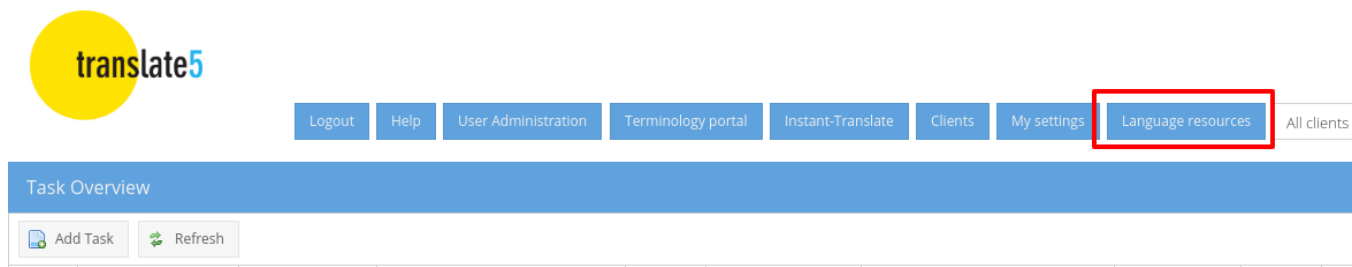 translate5
Logout Help User Administration Terminology portal Instant-Translate Clients My settings Language resources All clients
Task Overview
Add Task Refresh